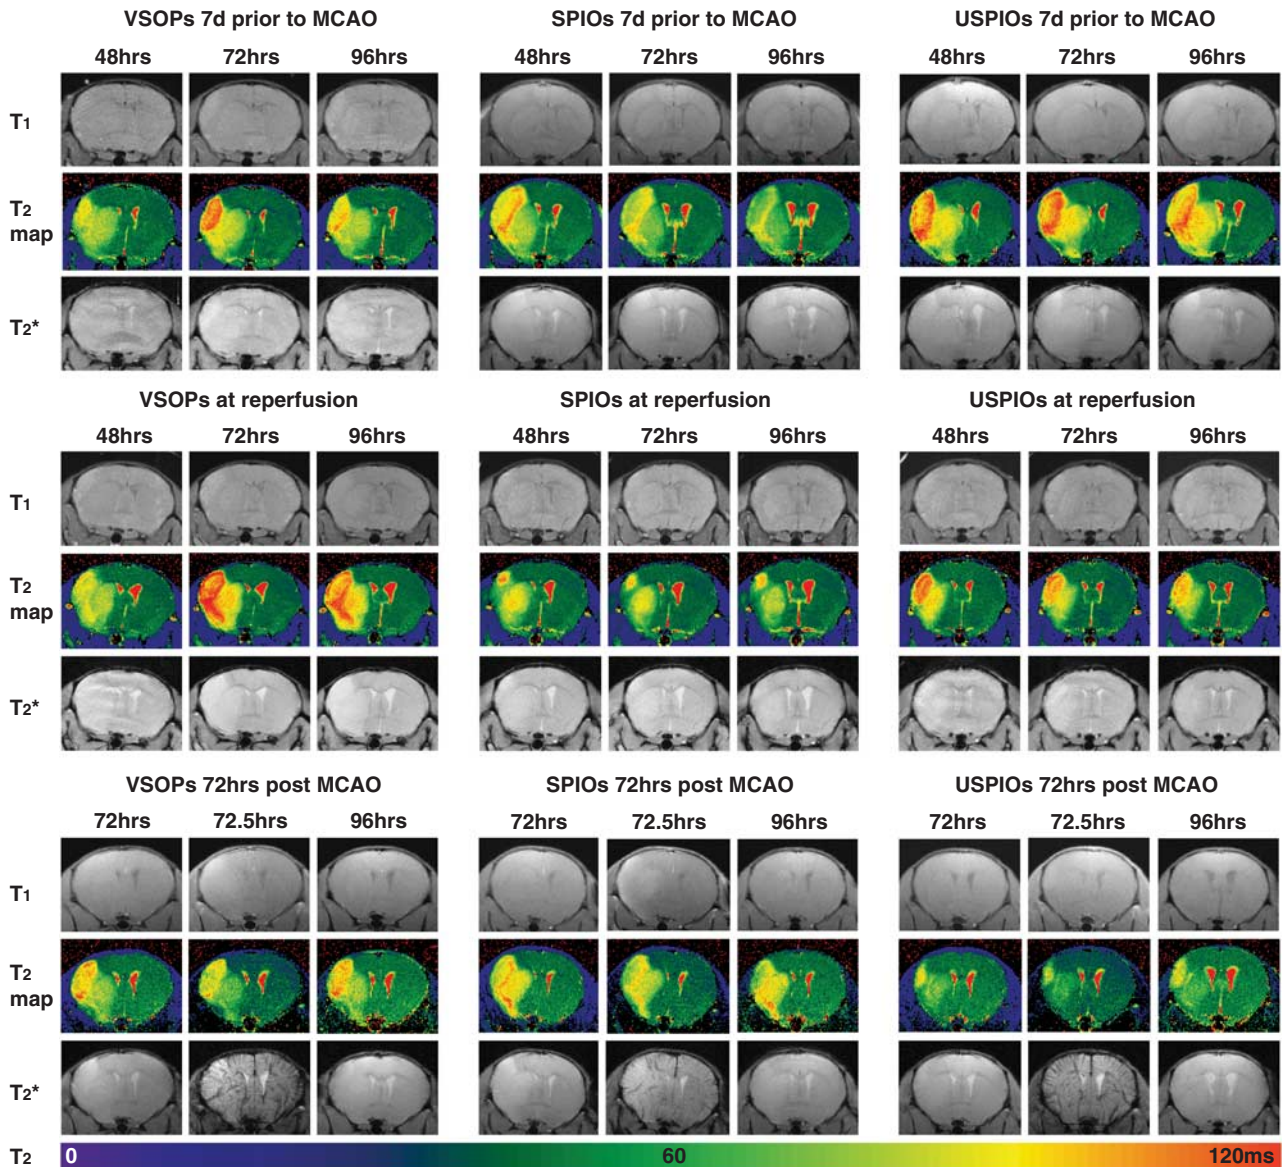 VSOPs 7d prior to MCAO SPIOs 7d prior to MCAO USPIOs 7d prior to MCAO
48hrs 72hrs 96hrs 48hrs 72hrs 96hrs 48hrs 72hrs 96hrs
T1
T2
map
T2*
VSOPs at reperfusion SPIOs at reperfusion USPIOs at reperfusion
48hrs 72hrs 96hrs 48hrs 72hrs 96hrs 48hrs 72hrs 96hrs
T1
T2
map
T2*
VSOPs 72hrs post MCAO SPIOs 72hrs post MCAO USPIOs 72hrs post MCAO
72hrs 72.5hrs 96hrs 72hrs 72.5hrs 96hrs 72hrs 72.5hrs 96hrs
T1
T2
map
T2*
T2 0 60 120ms